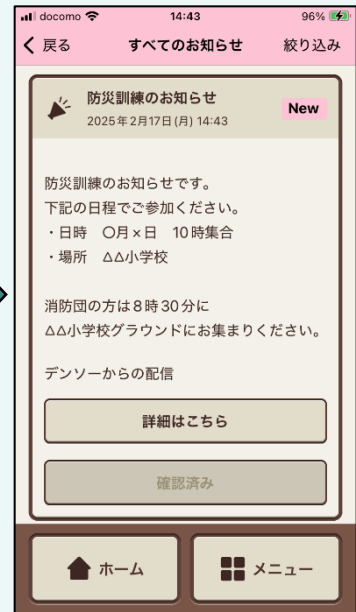 docomo 14:43 96%
戻る すべてのお知らせ 絞り込み
防災訓練のお知らせ
2025年2月17日(月) 14:43
New
防災訓練のお知らせです。
下記の日程でご参加ください。
・日時 〇月×日 10時集合
・場所 △△小学校
消防団の方は8時30分に
△△小学校グラウンドにお集まりください。
デンソーからの配信
詳細はこちら
確認済み
ホーム メニュー